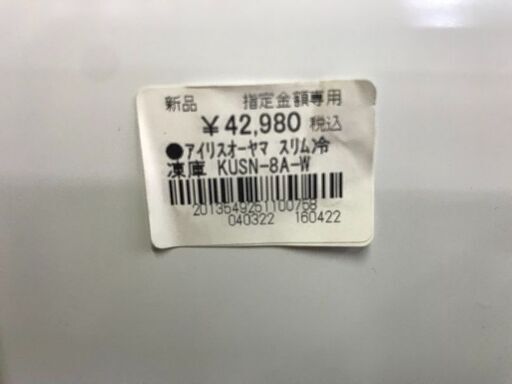 新品 指定金額専用
¥42,980 税込
●アイリスオーヤマ スリム冷
凍庫 KUSN-8A-W
2013549251100758
040322 160422